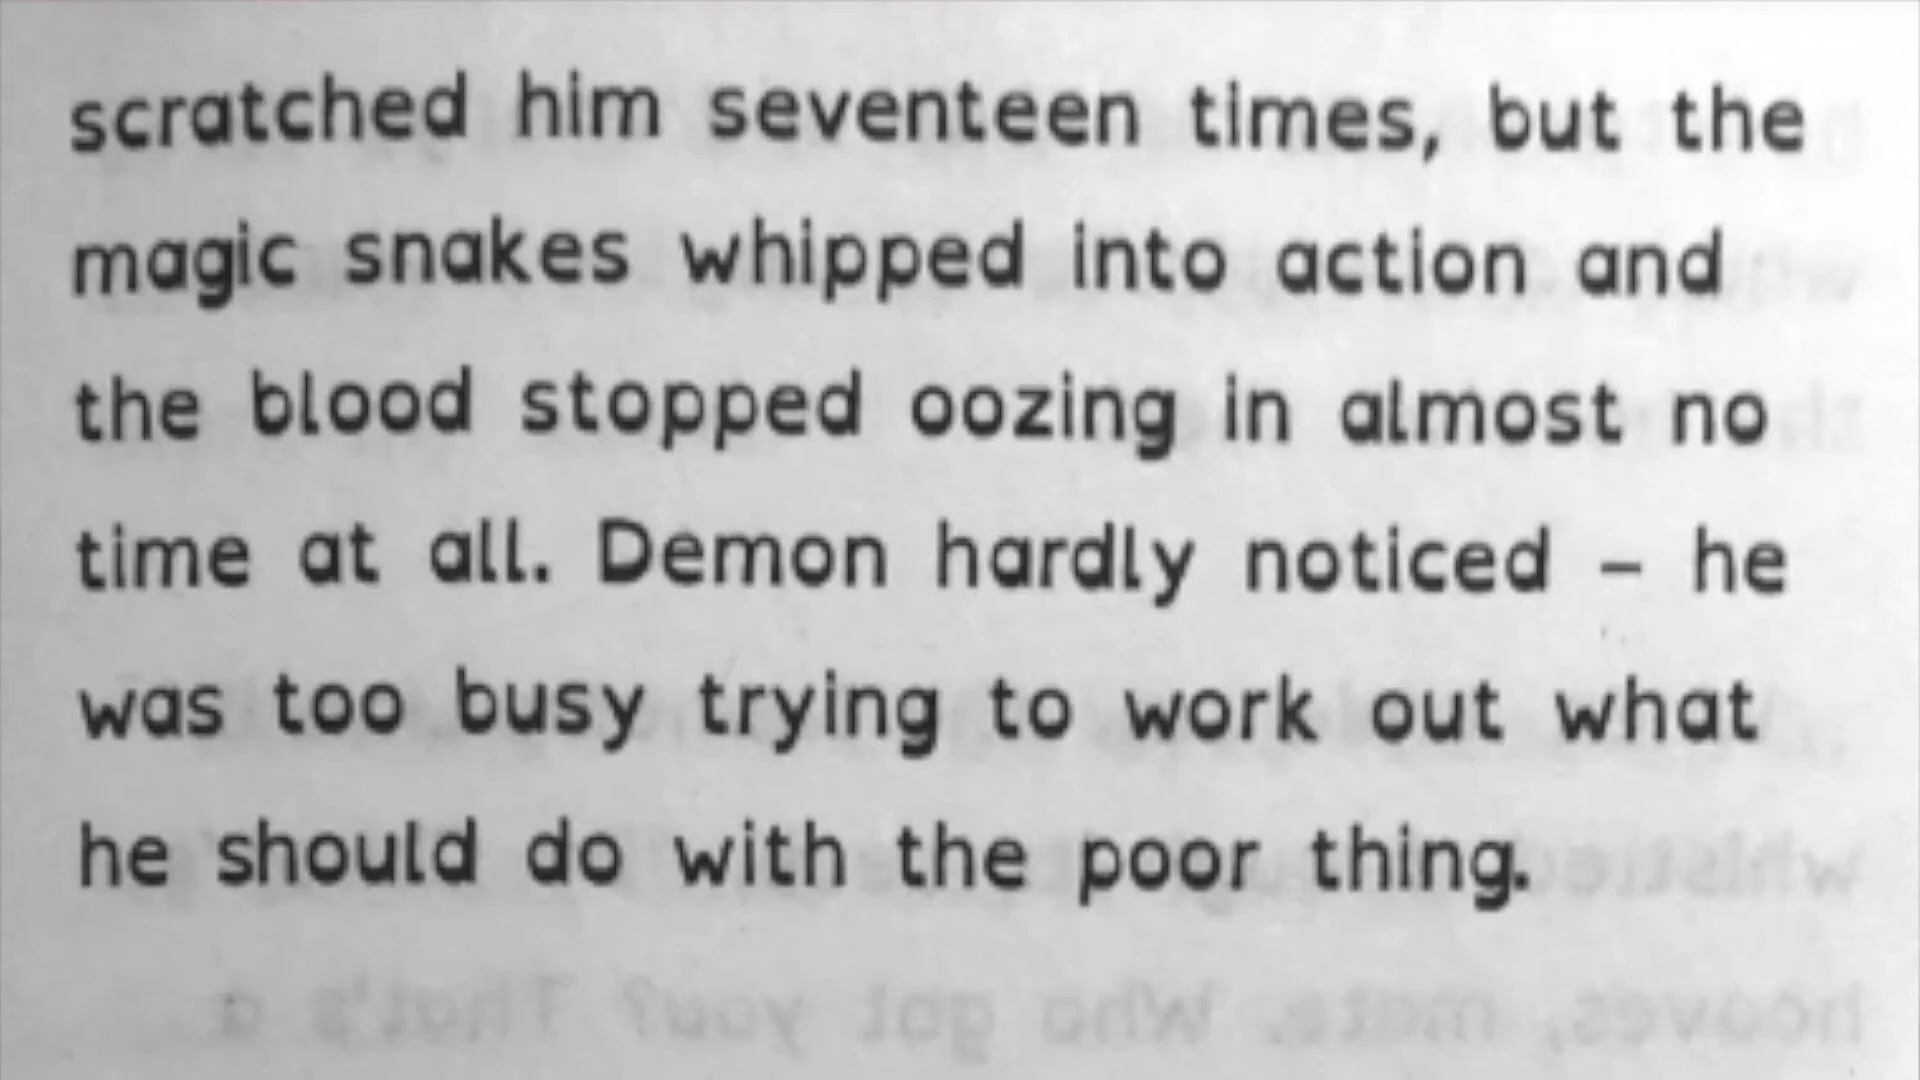 scratched him seventeen times, but the
magic snakes whipped into action and
the blood stopped oozing in almost no
time at all. Demon hardly noticed – he
was too busy trying to work out what
he should do with the poor thing.